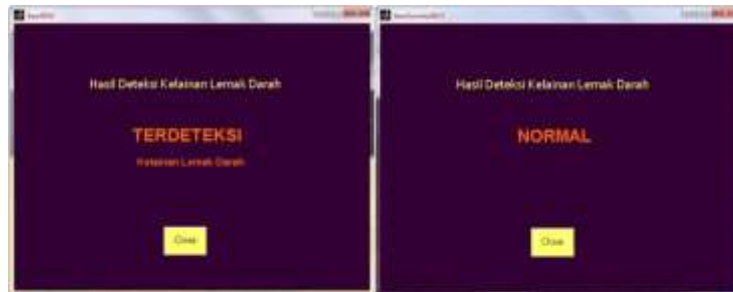 Hasil Deteksi Kelainan Lemak Darah
TERDETEKSI
Kelainan Lemak Darah
Close
Hasil Deteksi Kelainan Lemak Darah
NORMAL
Close